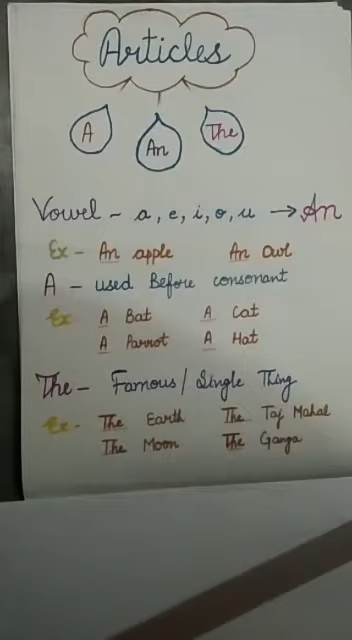 Articles
A An The
Vowel - a, e, i, o, u → An
Ex - An apple An Owl
A - used Before consonant
Ex A Bat A Cat
A Parrot A Hat
The - Famous / Single Thing
Ex - The Earth The Taj Mahal
The Moon The Ganga